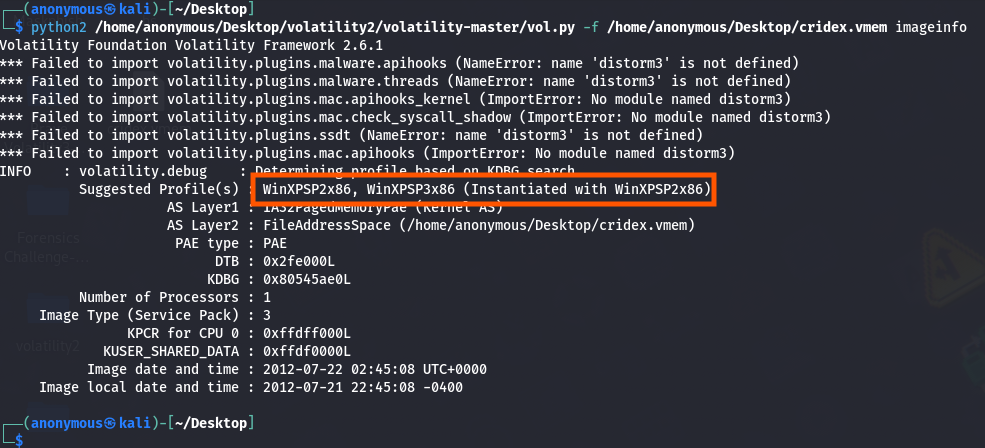 ┌──(anonymous㉿kali)-[~/Desktop]
└─$ python2 /home/anonymous/Desktop/volatility2/volatility-master/vol.py -f /home/anonymous/Desktop/cridex.vmem imageinfo
Volatility Foundation Volatility Framework 2.6.1
*** Failed to import volatility.plugins.malware.apihooks (NameError: name 'distorm3' is not defined)
*** Failed to import volatility.plugins.malware.threads (NameError: name 'distorm3' is not defined)
*** Failed to import volatility.plugins.mac.apihooks_kernel (ImportError: No module named distorm3)
*** Failed to import volatility.plugins.mac.check_syscall_shadow (ImportError: No module named distorm3)
*** Failed to import volatility.plugins.ssdt (NameError: name 'distorm3' is not defined)
*** Failed to import volatility.plugins.mac.apihooks (ImportError: No module named distorm3)
INFO    : volatility.debug    : Determining profile based on KDBG search
Suggested Profile(s) : WinXPSP2x86, WinXPSP3x86 (Instantiated with WinXPSP2x86)
AS Layer1 : IA32PagedMemoryPae (Kernel AS)
AS Layer2 : FileAddressSpace (/home/anonymous/Desktop/cridex.vmem)
PAE type : PAE
DTB : 0x2fe000L
KDBG : 0x80545ae0L
Number of Processors : 1
Image Type (Service Pack) : 3
KPCR for CPU 0 : 0xffdff000L
KUSER_SHARED_DATA : 0xffdf0000L
Image date and time : 2012-07-22 02:45:08 UTC+0000
Image local date and time : 2012-07-21 22:45:08 -0400
┌──(anonymous㉿kali)-[~/Desktop]
└─$
Forensics
Challenge-...
volatility2